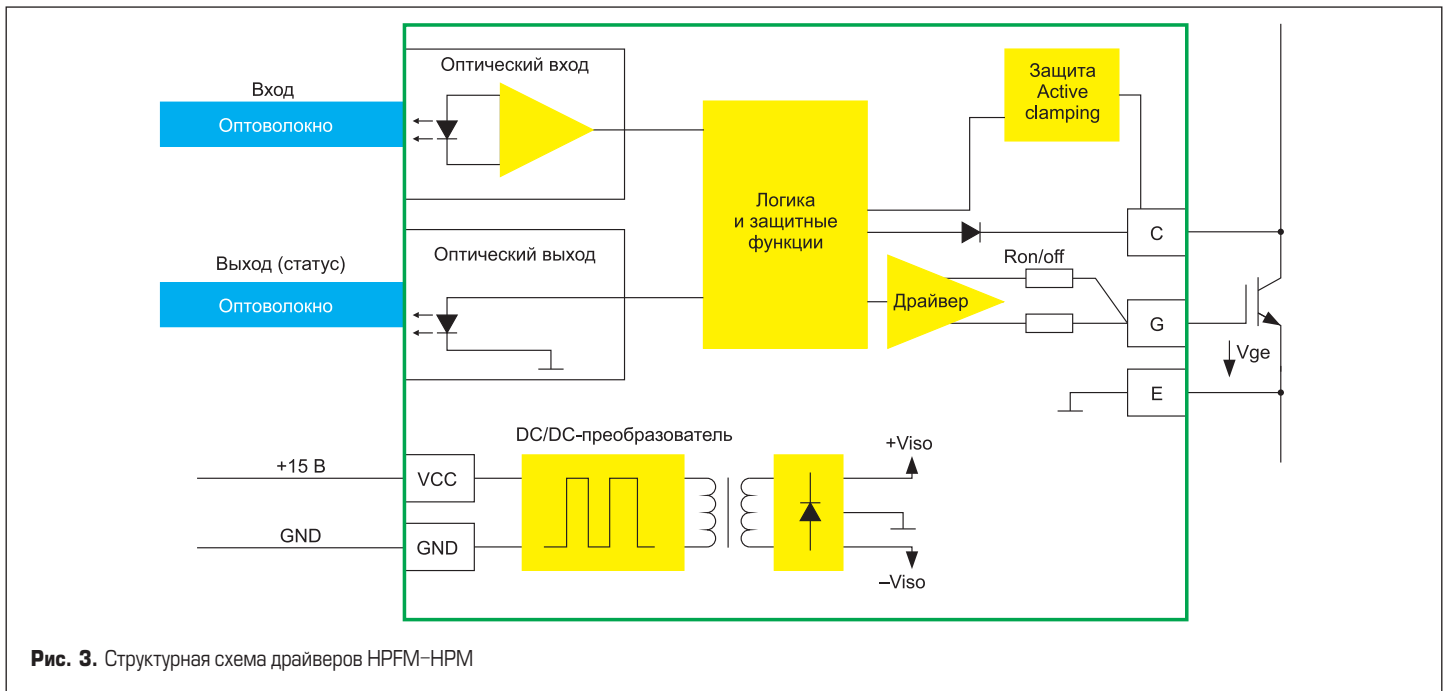 Оптический вход
Вход
Оптоволокно
Защита
Active
clamping
Логика
и защитные
функции
C
Оптический выход
Выход (статус)
Оптоволокно
Ron/off
Драйвер
G
Vge
E
DC/DC-преобразователь
+Viso
+15 В
VCC
GND
GND
–Viso
Рис. 3. Структурная схема драйверов HPFM–HPM